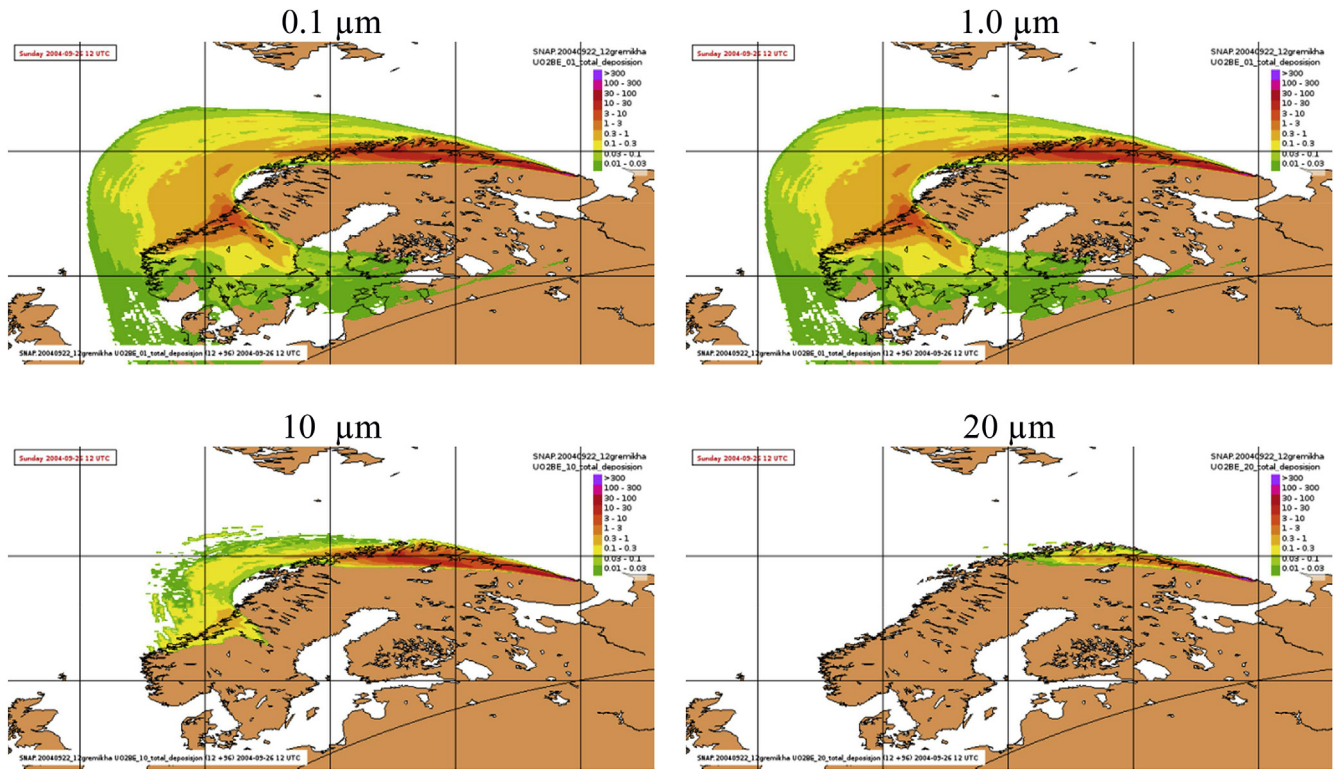 0.1 µm
1.0 µm
Sunday 2004-09-26 12 UTC
SNAP.20040922_12gremikha
UO2BE_01_total_deposisjon
>300
100 - 300
30 - 100
10 - 30
3 - 10
1 - 3
0.3 - 1
0.1 - 0.3
0.03 - 0.1
0.01 - 0.03
SNAP.20040922_12gremikha UO2BE_01_total_deposisjon (12 +96) 2004-09-26 12 UTC
Sunday 2004-09-26 12 UTC
SNAP.20040922_12gremikha
UO2BE_01_total_deposisjon
>300
100 - 300
30 - 100
10 - 30
3 - 10
1 - 3
0.3 - 1
0.1 - 0.3
0.03 - 0.1
0.01 - 0.03
SNAP.20040922_12gremikha UO2BE_01_total_deposisjon (12 +96) 2004-09-26 12 UTC
10 µm
20 µm
Sunday 2004-09-26 12 UTC
SNAP.20040922_12gremikha
UO2BE_10_total_deposisjon
>300
100 - 300
30 - 100
10 - 30
3 - 10
1 - 3
0.3 - 1
0.1 - 0.3
0.03 - 0.1
0.01 - 0.03
SNAP.20040922_12gremikha UO2BE_10_total_deposisjon (12 +96) 2004-09-26 12 UTC
Sunday 2004-09-26 12 UTC
SNAP.20040922_12gremikha
UO2BE_20_total_deposisjon
>300
100 - 300
30 - 100
10 - 30
3 - 10
1 - 3
0.3 - 1
0.1 - 0.3
0.03 - 0.1
0.01 - 0.03
SNAP.20040922_12gremikha UO2BE_20_total_deposisjon (12 +96) 2004-09-26 12 UTC